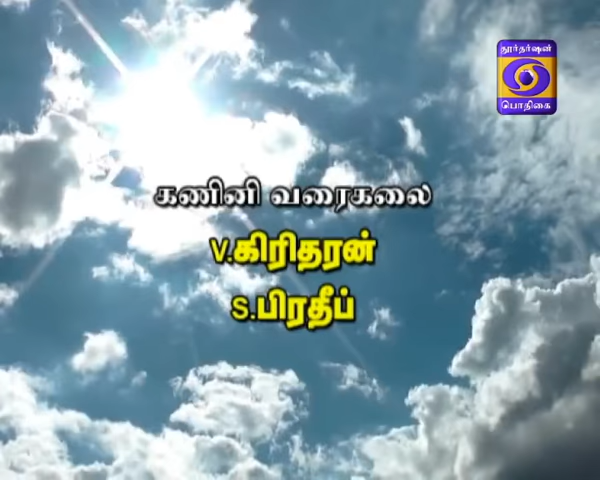 தூர்தர்ஷன்
பொதிகை
கணினி வரைகலை
V.கிரிதரன்
S.பிரதீப்